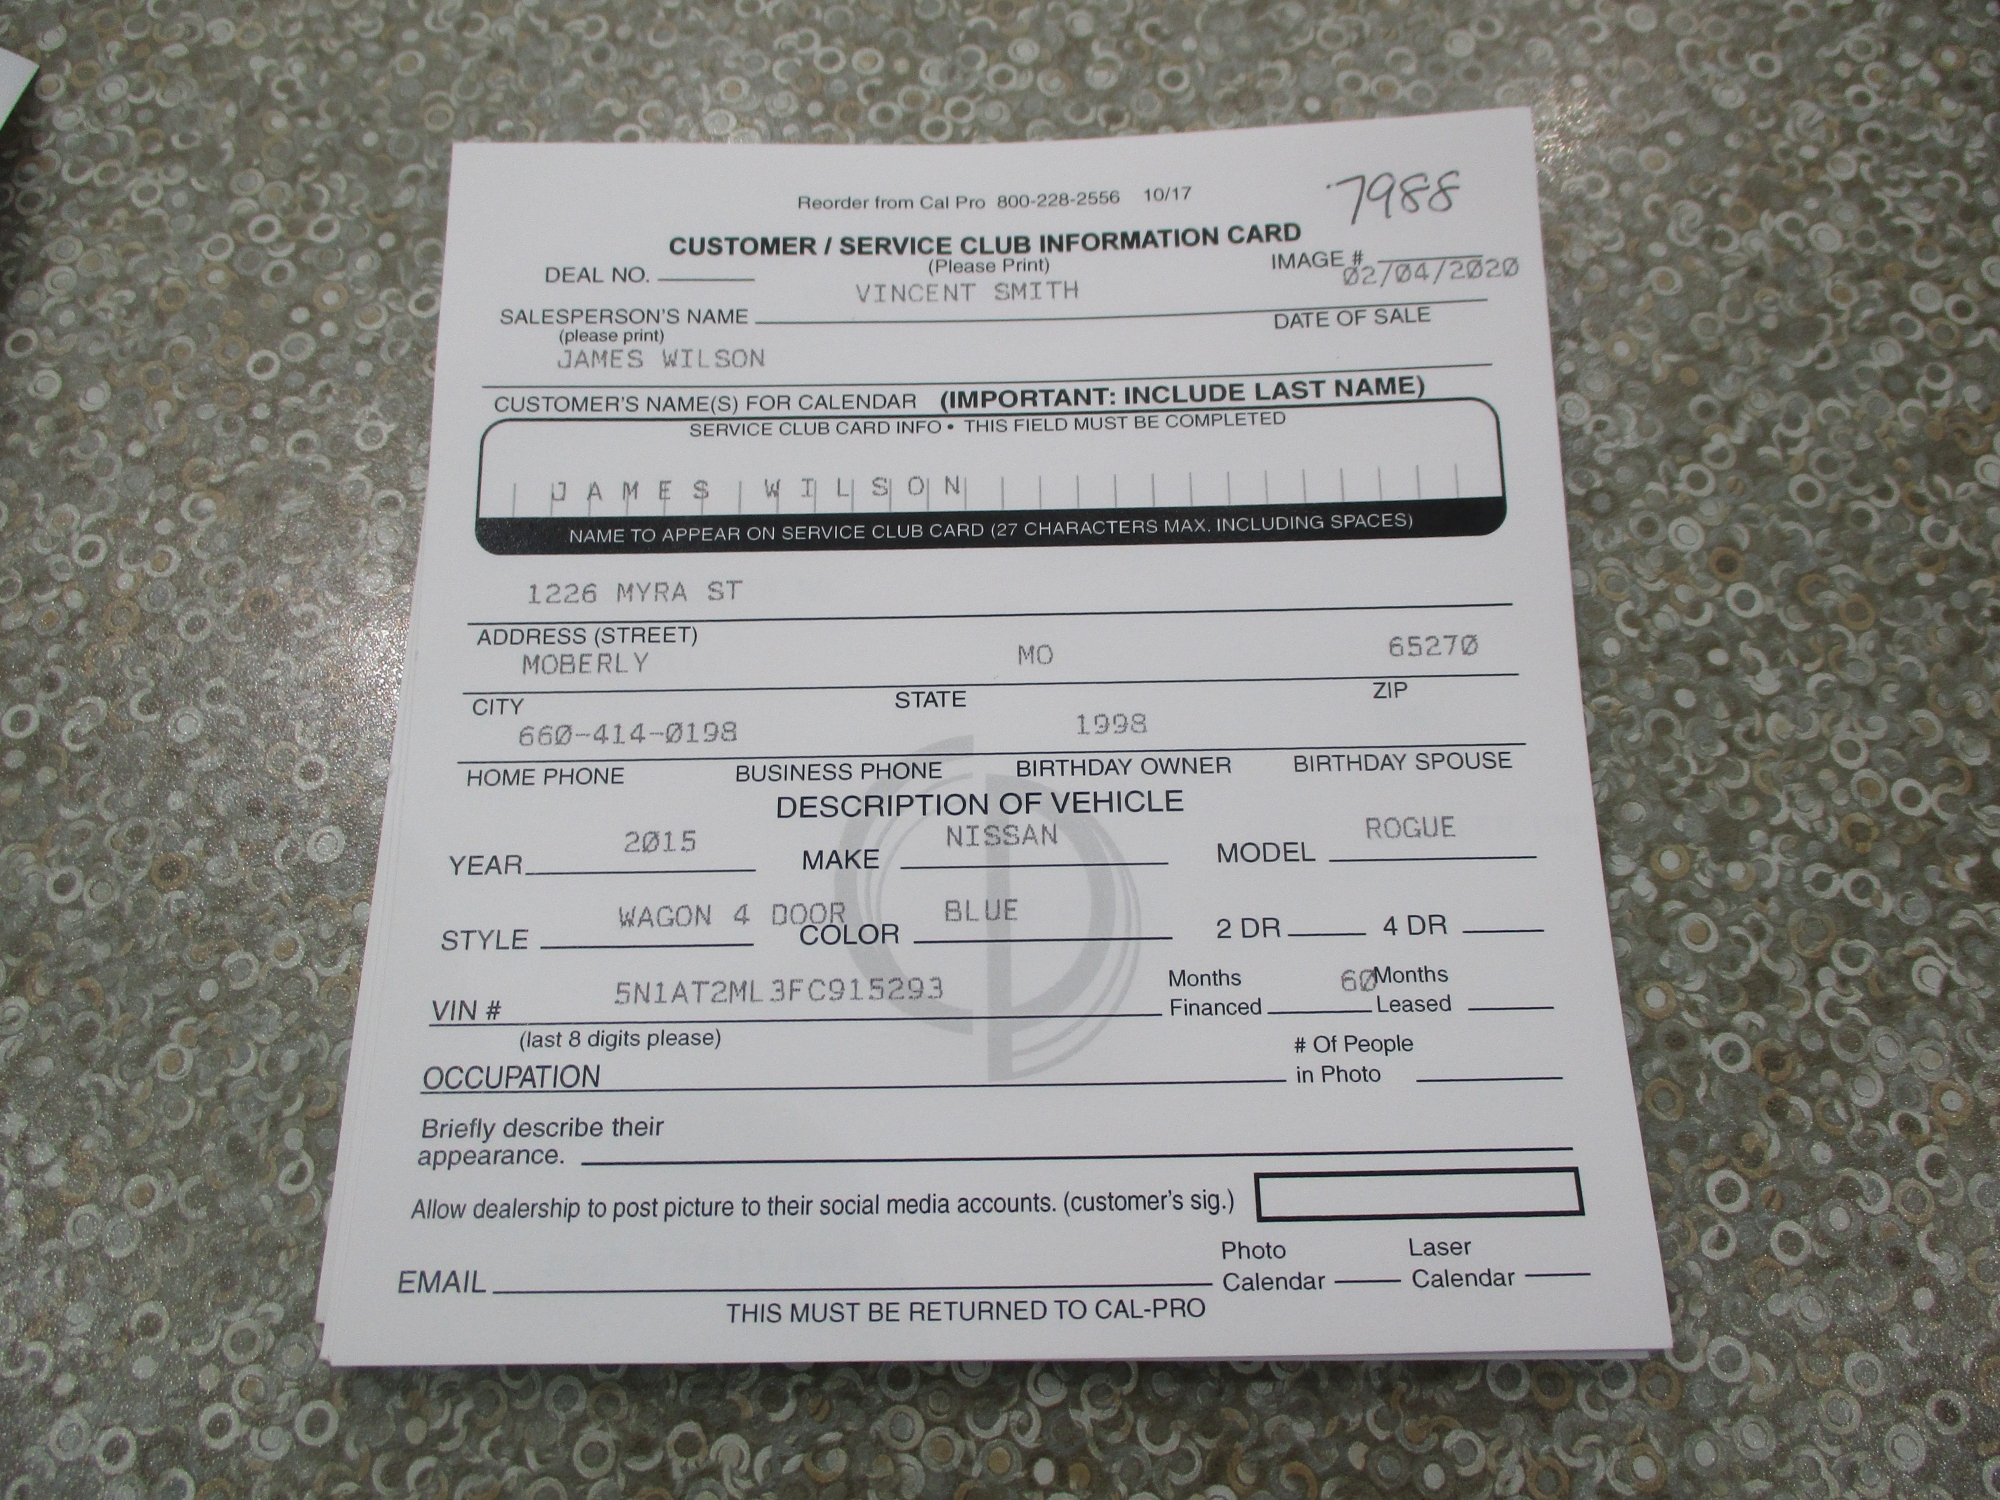 Reorder from Cal Pro 800-228-2556 10/17
7988
CUSTOMER / SERVICE CLUB INFORMATION CARD
(Please Print)
DEAL NO.
IMAGE #
VINCENT SMITH
02/04/2020
SALESPERSON'S NAME
DATE OF SALE
(please print)
JAMES WILSON
CUSTOMER'S NAME(S) FOR CALENDAR (IMPORTANT: INCLUDE LAST NAME)
SERVICE CLUB CARD INFO • THIS FIELD MUST BE COMPLETED
JAMES WILSON
NAME TO APPEAR ON SERVICE CLUB CARD (27 CHARACTERS MAX. INCLUDING SPACES)
1226 MYRA ST
ADDRESS (STREET)
MOBERLY MO 65270
CITY STATE ZIP
660-414-0198 1998
HOME PHONE BUSINESS PHONE BIRTHDAY OWNER BIRTHDAY SPOUSE
DESCRIPTION OF VEHICLE
2015 NISSAN ROGUE
YEAR MAKE MODEL
WAGON 4 DOOR BLUE
STYLE COLOR 2 DR 4 DR
5N1AT2ML3FC915293 Months 60 Months
VIN # Financed Leased
(last 8 digits please)
# Of People
OCCUPATION in Photo
Briefly describe their
appearance.
Allow dealership to post picture to their social media accounts. (customer's sig.)
Photo Laser
EMAIL Calendar Calendar
THIS MUST BE RETURNED TO CAL-PRO